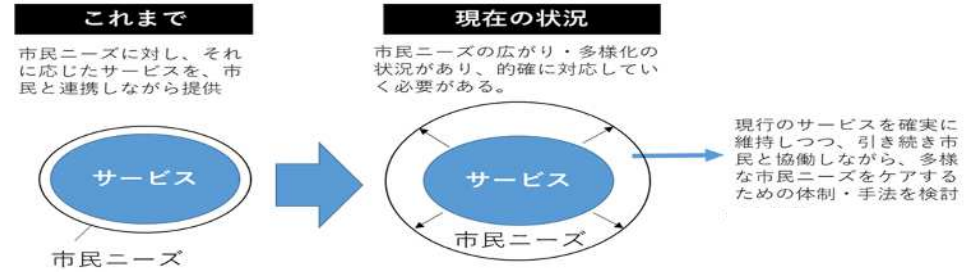 これまで
市民ニーズに対し、それ
に応じたサービスを、市
民と連携しながら提供
サービス
市民ニーズ
現在の状況
市民ニーズの広がり・多様化の
状況があり、的確に対応してい
く必要がある。
サービス
市民ニーズ
現行のサービスを確実に
維持しつつ、引き続き市
民と協働しながら、多様
な市民ニーズをケアする
ための体制・手法を検討